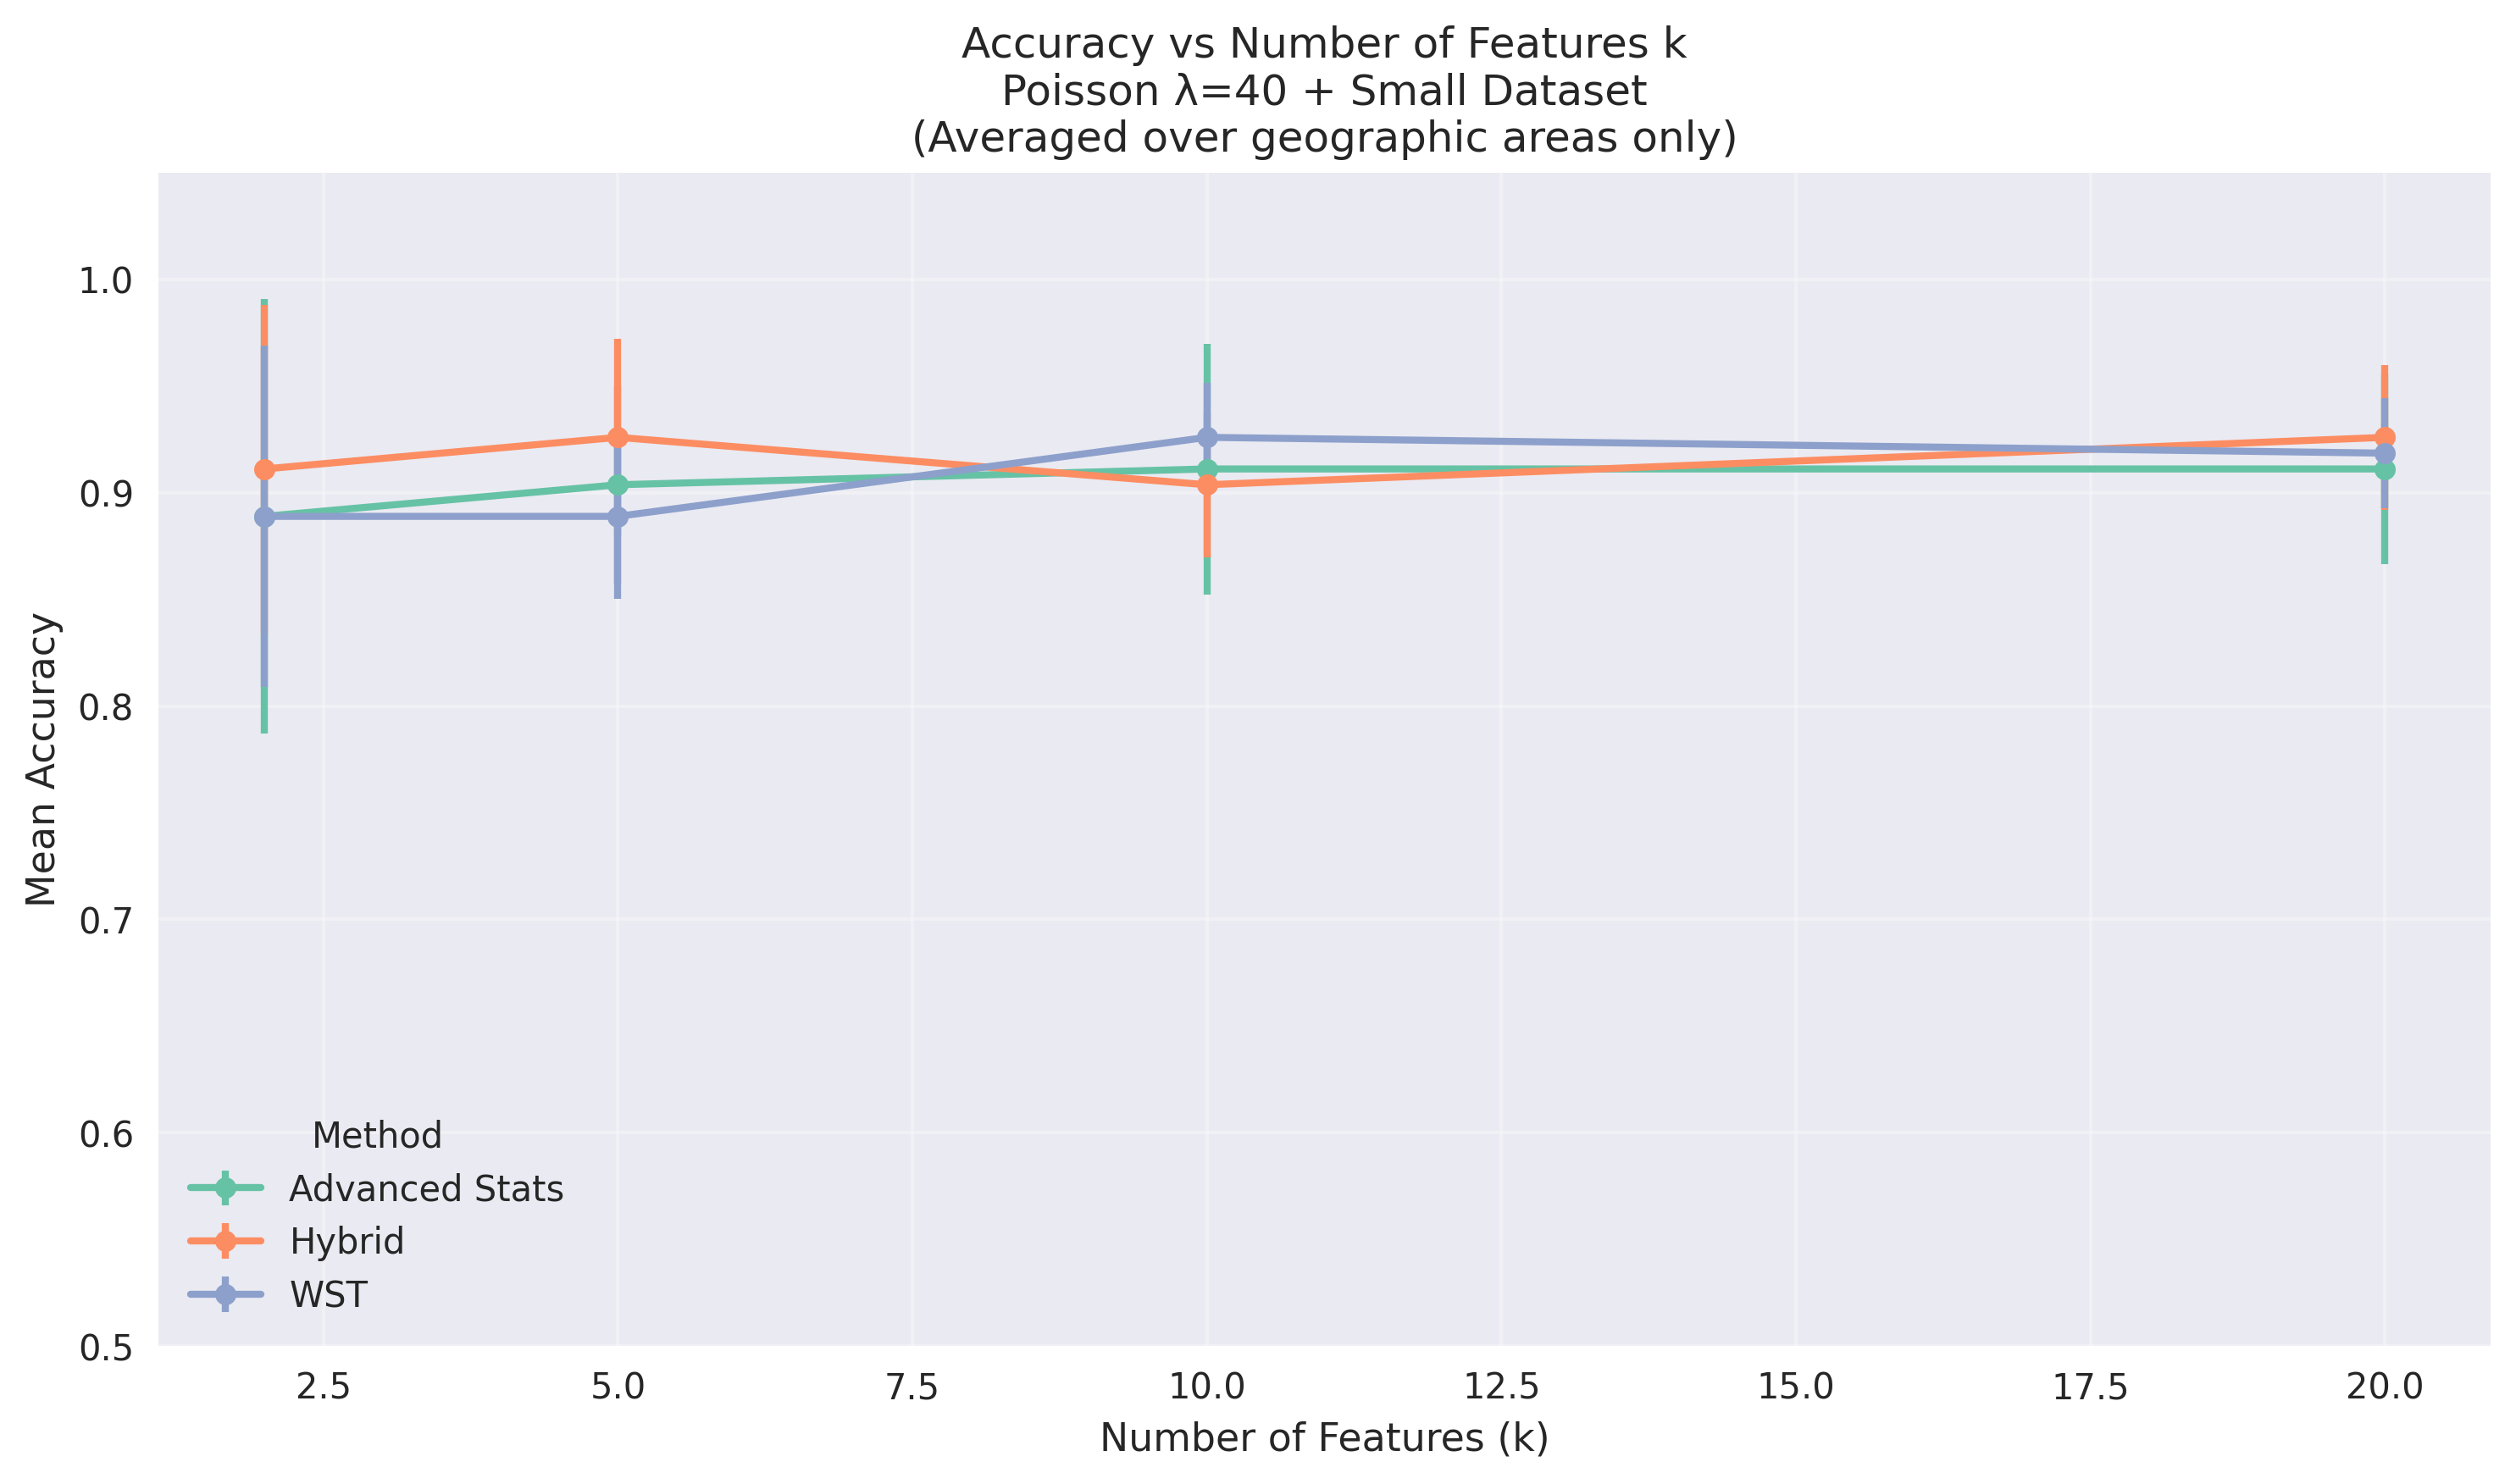 Accuracy vs Number of Features k
Poisson λ=40 + Small Dataset
(Averaged over geographic areas only)
Mean Accuracy
1.0
0.9
0.8
0.7
0.6
0.5
Method
Advanced Stats
Hybrid
WST
2.5 5.0 7.5 10.0 12.5 15.0 17.5 20.0
Number of Features (k)